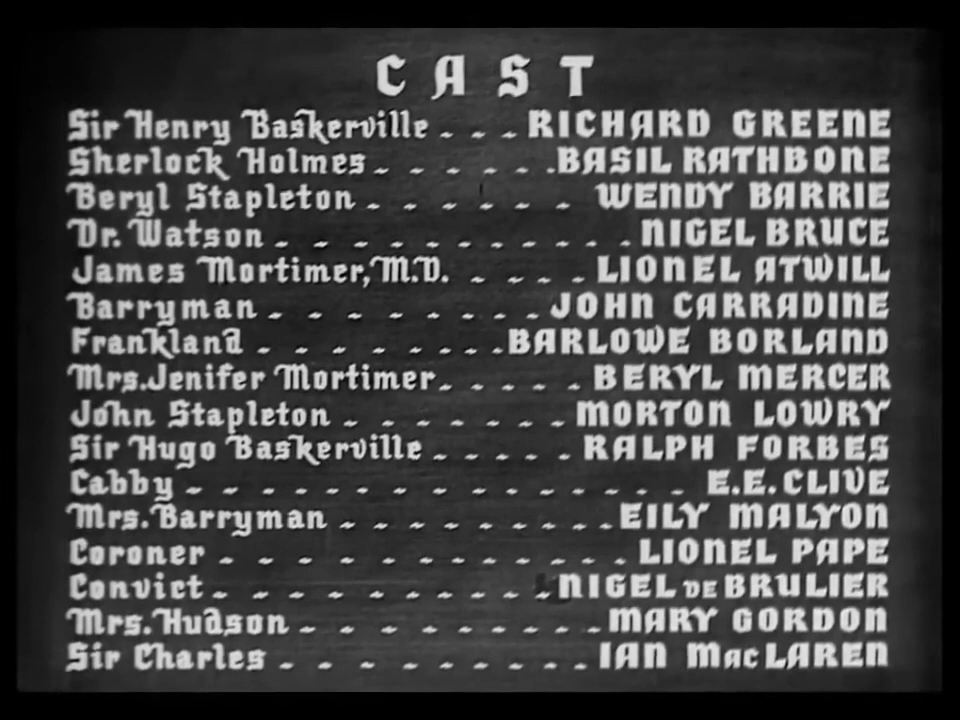 CAST
Sir Henry Baskerville . . . RICHARD GREENE
Sherlock Holmes . . . . . . BASIL RATHBONE
Beryl Stapleton . . . . . . WENDY BARRIE
Dr. Watson . . . . . . . . . . NIGEL BRUCE
James Mortimer, M.D. . . . . LIONEL ATWILL
Barryman . . . . . . . . JOHN CARRADINE
Frankland . . . . . . . BARLOWE BORLAND
Mrs. Jenifer Mortimer . . . . . BERYL MERCER
John Stapleton . . . . . . . MORTON LOWRY
Sir Hugo Baskerville . . . . . RALPH FORBES
Cabby . . . . . . . . . . . . . . E.E. CLIVE
Mrs. Barryman . . . . . . . . EILY MALYON
Coroner . . . . . . . . . . . LIONEL PAPE
Convict . . . . . . . . . . NIGEL DE BRULIER
Mrs. Hudson . . . . . . . . . MARY GORDON
Sir Charles . . . . . . . . . IAN MacLAREN